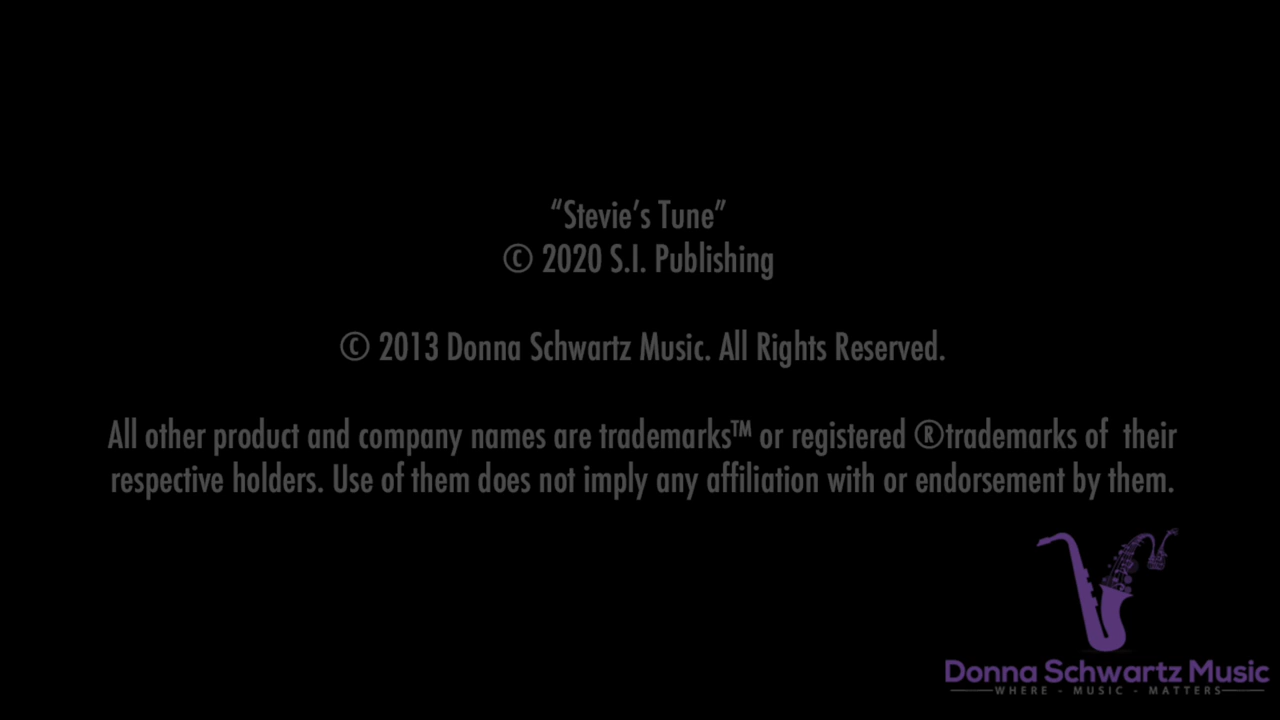 “Stevie’s Tune”
© 2020 S.I. Publishing
© 2013 Donna Schwartz Music. All Rights Reserved.
All other product and company names are trademarks™ or registered ®trademarks of  their
respective holders. Use of them does not imply any affiliation with or endorsement by them.
Donna Schwartz Music
WHERE - MUSIC - MATTERS